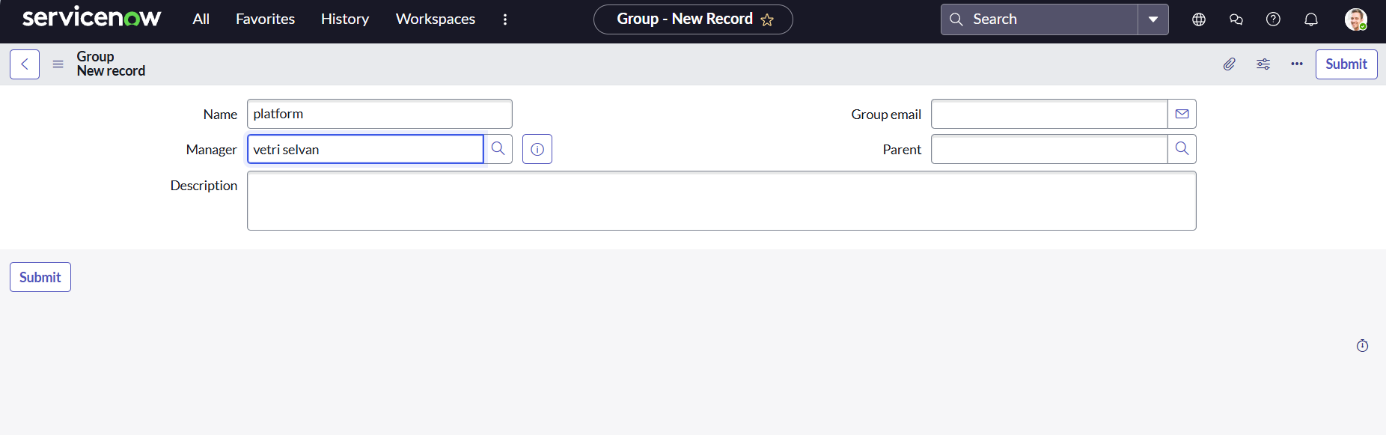 servicenow All Favorites History Workspaces Group - New Record Search
Group
New record
Submit
Name platform Group email
Manager vetri selvan Parent
Description
Submit